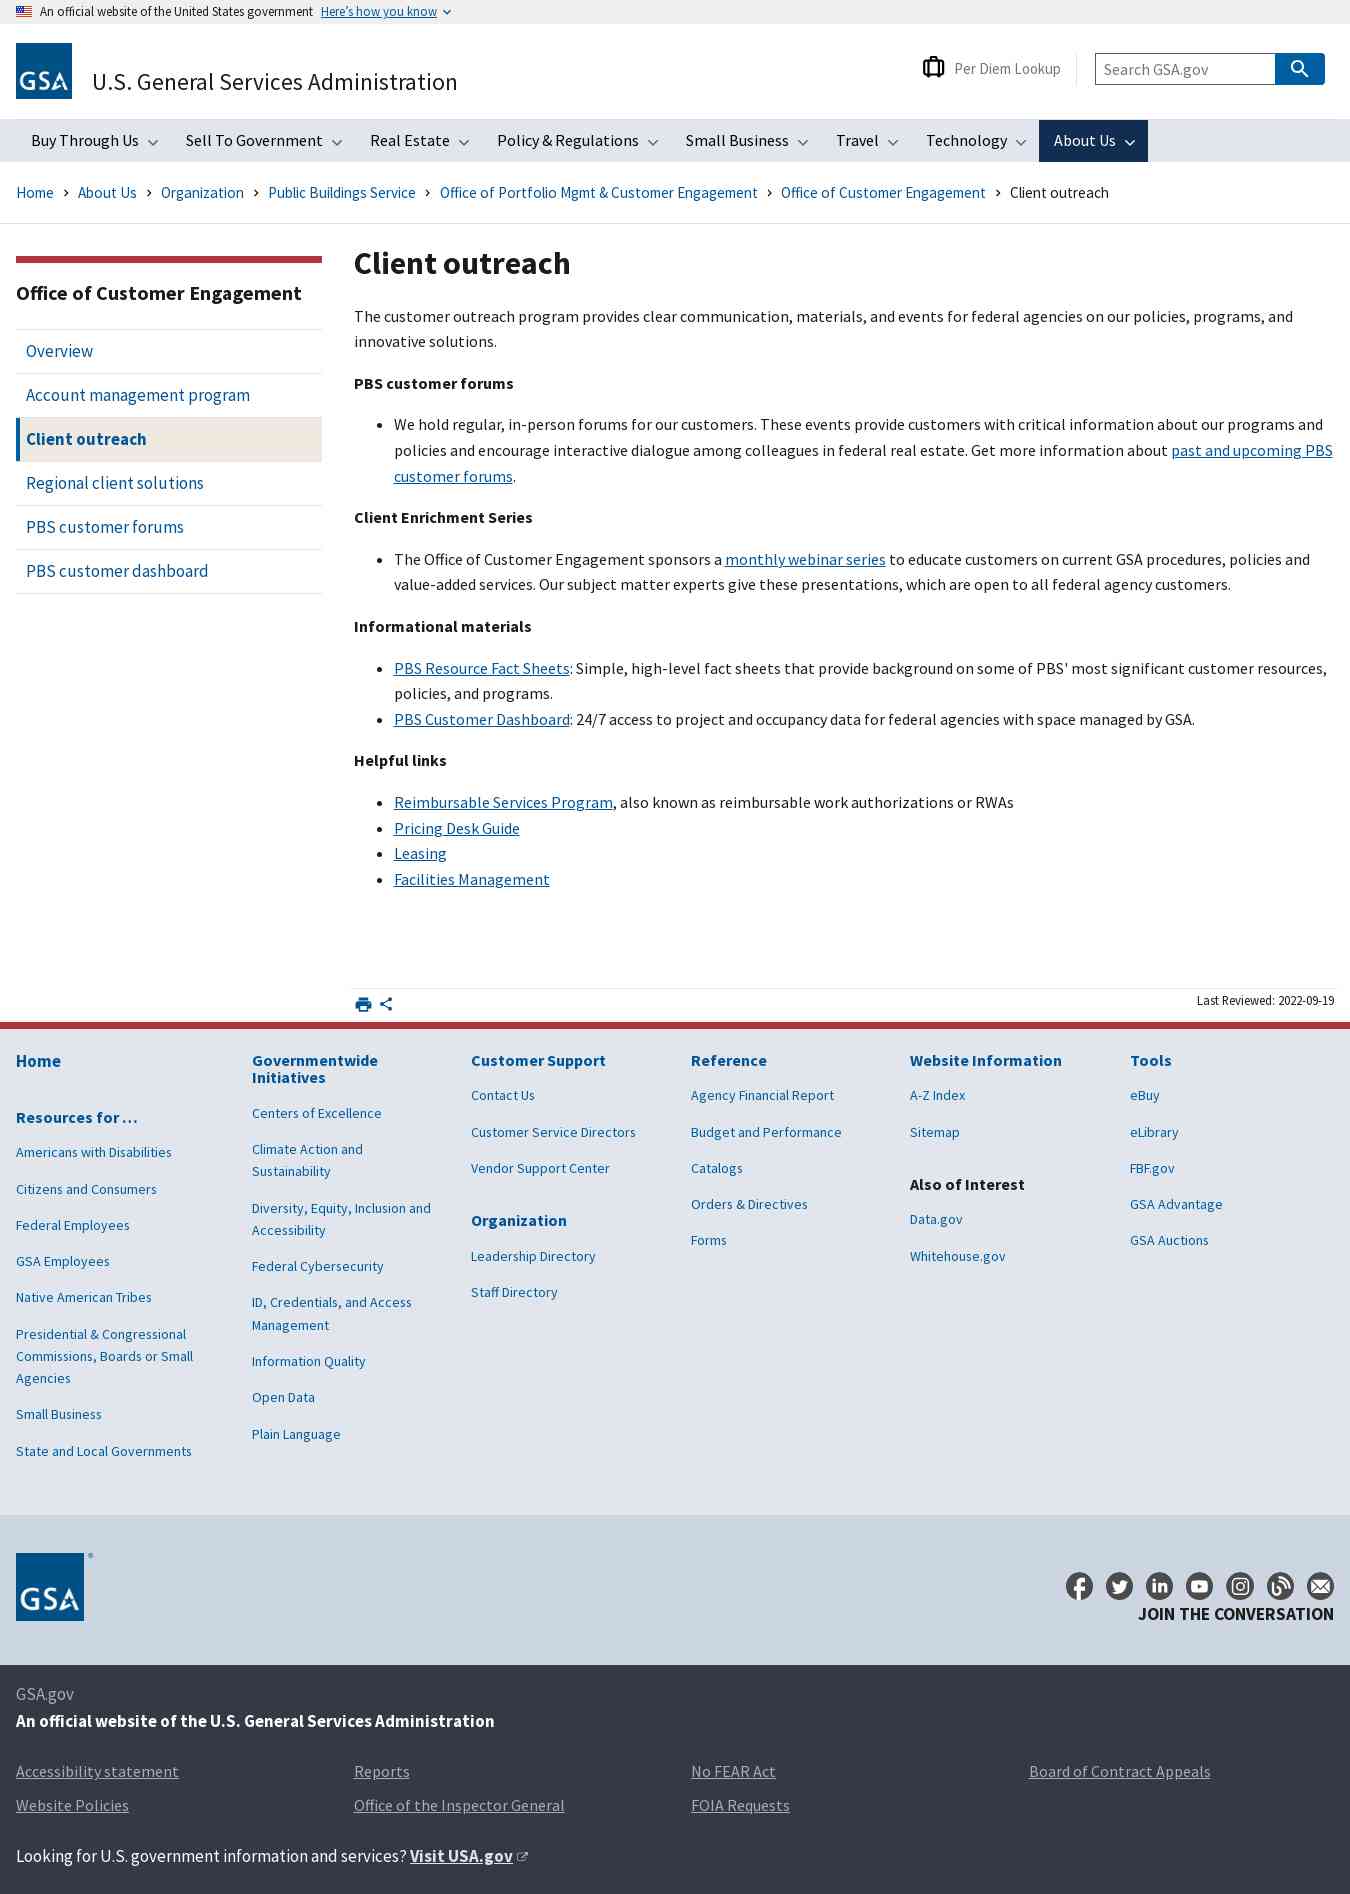 An official website of the United States government Here's how you know
GSA
U.S. General Services Administration
Per Diem Lookup
Search GSA.gov
Buy Through Us
Sell To Government
Real Estate
Policy & Regulations
Small Business
Travel
Technology
About Us
Home
About Us
Organization
Public Buildings Service
Office of Portfolio Mgmt & Customer Engagement
Office of Customer Engagement
Client outreach
Office of Customer Engagement
Overview
Account management program
Client outreach
Regional client solutions
PBS customer forums
PBS customer dashboard
Client outreach
The customer outreach program provides clear communication, materials, and events for federal agencies on our policies, programs, and
innovative solutions.
PBS customer forums
We hold regular, in-person forums for our customers. These events provide customers with critical information about our programs and
policies and encourage interactive dialogue among colleagues in federal real estate. Get more information about past and upcoming PBS
customer forums.
Client Enrichment Series
The Office of Customer Engagement sponsors a monthly webinar series to educate customers on current GSA procedures, policies and
value-added services. Our subject matter experts give these presentations, which are open to all federal agency customers.
Informational materials
PBS Resource Fact Sheets: Simple, high-level fact sheets that provide background on some of PBS' most significant customer resources,
policies, and programs.
PBS Customer Dashboard: 24/7 access to project and occupancy data for federal agencies with space managed by GSA.
Helpful links
Reimbursable Services Program, also known as reimbursable work authorizations or RWAs
Pricing Desk Guide
Leasing
Facilities Management
Last Reviewed: 2022-09-19
Home
Resources for …
Americans with Disabilities
Citizens and Consumers
Federal Employees
GSA Employees
Native American Tribes
Presidential & Congressional
Commissions, Boards or Small
Agencies
Small Business
State and Local Governments
Governmentwide
Initiatives
Centers of Excellence
Climate Action and
Sustainability
Diversity, Equity, Inclusion and
Accessibility
Federal Cybersecurity
ID, Credentials, and Access
Management
Information Quality
Open Data
Plain Language
Customer Support
Contact Us
Customer Service Directors
Vendor Support Center
Organization
Leadership Directory
Staff Directory
Reference
Agency Financial Report
Budget and Performance
Catalogs
Orders & Directives
Forms
Website Information
A-Z Index
Sitemap
Also of Interest
Data.gov
Whitehouse.gov
Tools
eBuy
eLibrary
FBF.gov
GSA Advantage
GSA Auctions
GSA
JOIN THE CONVERSATION
GSA.gov
An official website of the U.S. General Services Administration
Accessibility statement
Reports
No FEAR Act
Board of Contract Appeals
Website Policies
Office of the Inspector General
FOIA Requests
Looking for U.S. government information and services? Visit USA.gov